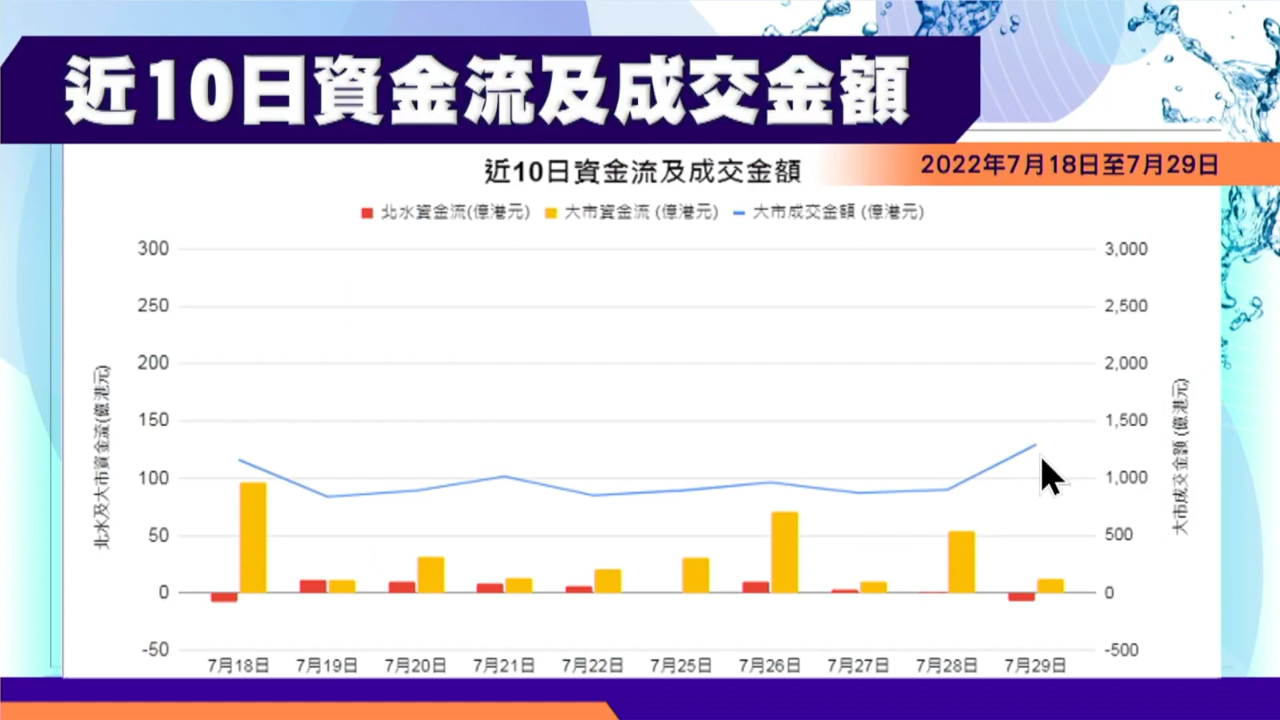 近10日資金流及成交金額
2022年7月18日至7月29日
近10日資金流及成交金額
北水資金流(億港元) 大市資金流 (億港元) 大市成交金額 (億港元)
300 3,000
250 2,500
200 2,000
150 1,500
100 1,000
50 500
0 0
-50 -500
北水及大市資金流(億港元)
大市成交金額 (億港元)
7月18日 7月19日 7月20日 7月21日 7月22日 7月25日 7月26日 7月27日 7月28日 7月29日